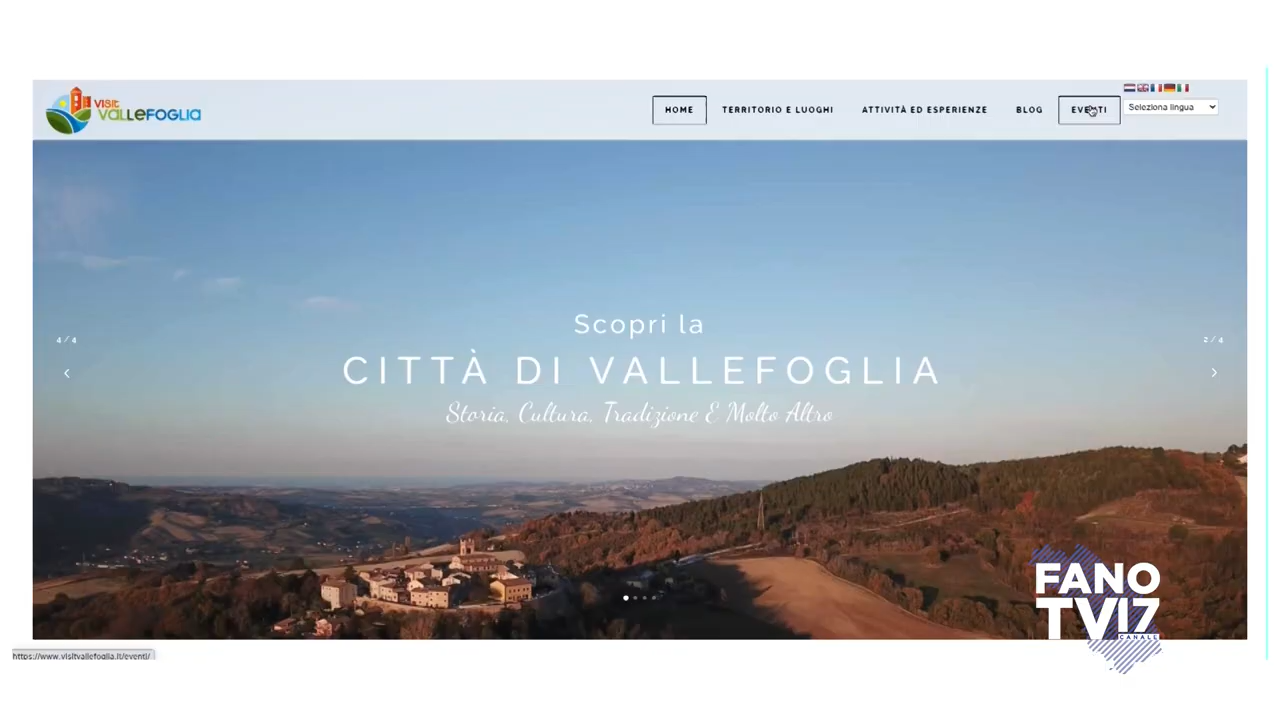 VISIT
VALLEFOGLIA
HOME
TERRITORIO E LUOGHI
ATTIVITÀ ED ESPERIENZE
BLOG
EVENTI
Seleziona lingua
Scopri la
CITTÀ DI VALLEFOGLIA
Storia, Cultura, Tradizione E Molto Altro
4 / 4
2 / 4
FANO
TV17
CANALE
https://www.visitvallefoglia.it/eventi/